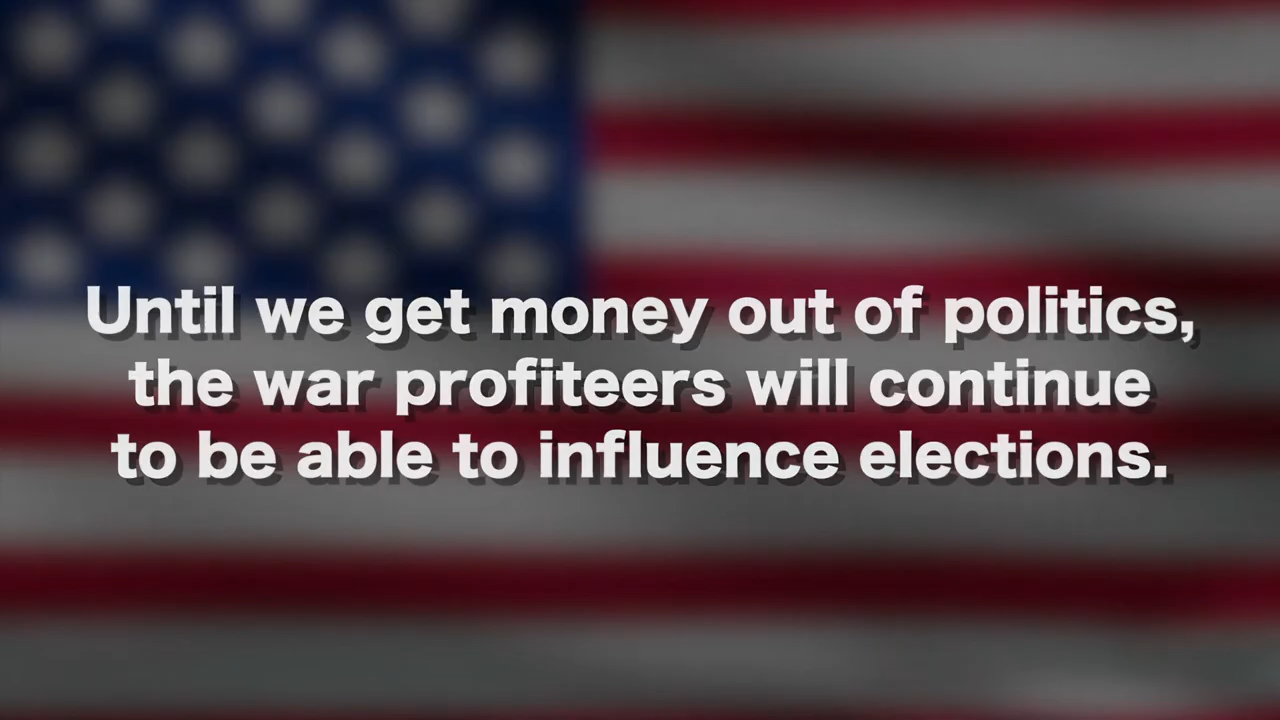 Until we get money out of politics,
the war profiteers will continue
to be able to influence elections.